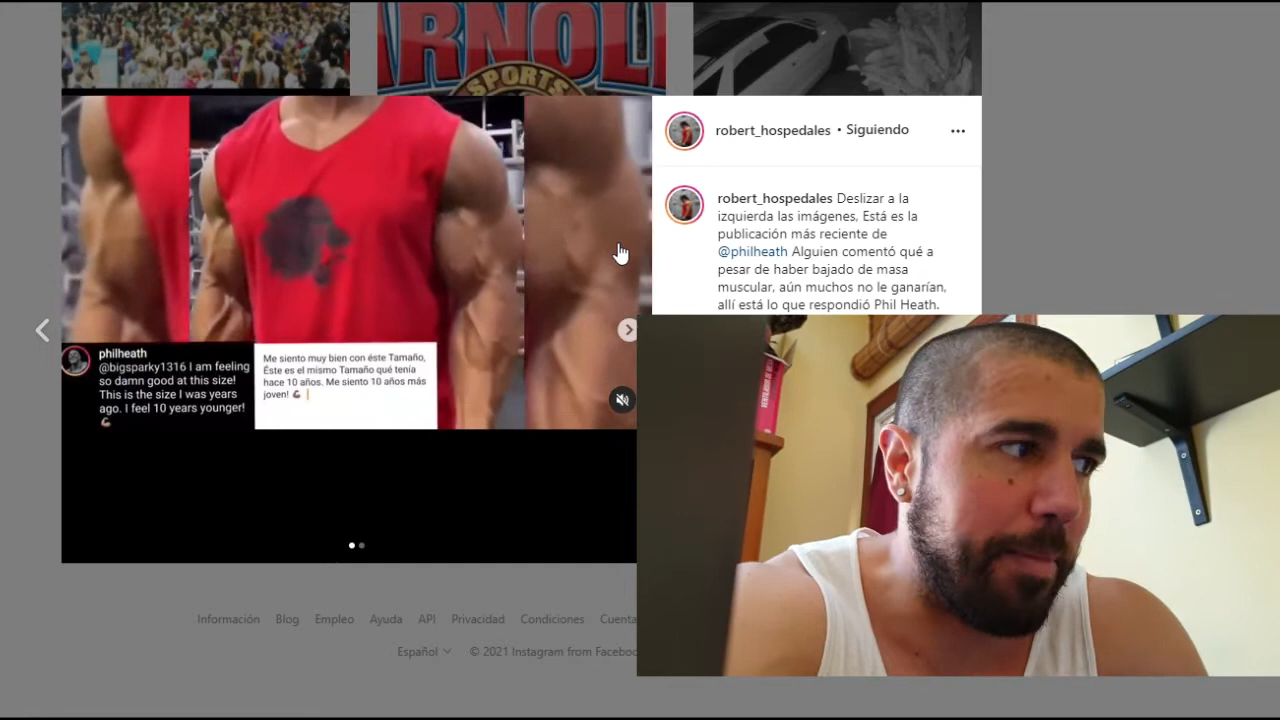 ARNOLD
SPORTS
robert_hospedales • Siguiendo
robert_hospedales Deslizar a la
izquierda las imágenes, Está es la
publicación más reciente de
@philheath Alguien comentó qué a
pesar de haber bajado de masa
muscular, aún muchos no le ganarían,
allí está lo que respondió Phil Heath.
philheath
@bigsparky1316 I am feeling
so damn good at this size!
This is the size I was years
ago. I feel 10 years younger!
Me siento muy bien con éste Tamaño,
Éste es el mismo Tamaño qué tenía
hace 10 años. Me siento 10 años más
joven!
Información Blog Empleo Ayuda API Privacidad Condiciones Cuenta
Español © 2021 Instagram from Faceboo